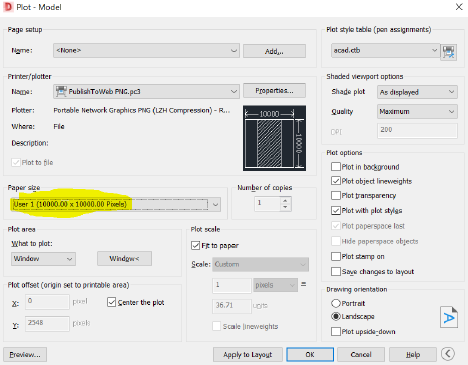 Plot - Model
Page setup
Name: <None> Add...
Printer/plotter
Name: PublishToWeb PNG.pc3 Properties...
Plotter: Portable Network Graphics PNG (LZH Compression) - R...
Where: File
Description:
Plot to file
10000
10000
Paper size
User 1 (10000.00 x 10000.00 Pixels)
Number of copies
1
Plot area
What to plot:
Window Window<
Plot offset (origin set to printable area)
X: 0 pixel Center the plot
Y: 2548 pixels
Plot scale
Fit to paper
Scale: Custom
1 pixels =
36.71 units
Scale lineweights
Plot style table (pen assignments)
acad.ctb
Shaded viewport options
Shade plot As displayed
Quality Maximum
DPI 200
Plot options
Plot in background
Plot object lineweights
Plot transparency
Plot with plot styles
Plot paperspace last
Hide paperspace objects
Plot stamp on
Save changes to layout
Drawing orientation
Portrait
Landscape
Plot upside-down
A
Preview... Apply to Layout OK Cancel Help